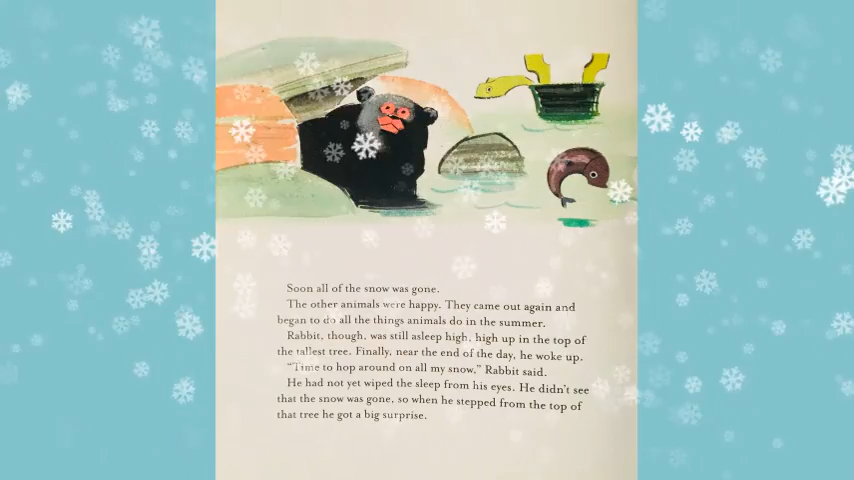 Soon all of the snow was gone.
The other animals were happy. They came out again and
began to do all the things animals do in the summer.
Rabbit, though, was still asleep high, high up in the top of
the tallest tree. Finally, near the end of the day, he woke up.
“Time to hop around on all my snow,” Rabbit said.
He had not yet wiped the sleep from his eyes. He didn’t see
that the snow was gone, so when he stepped from the top of
that tree he got a big surprise.